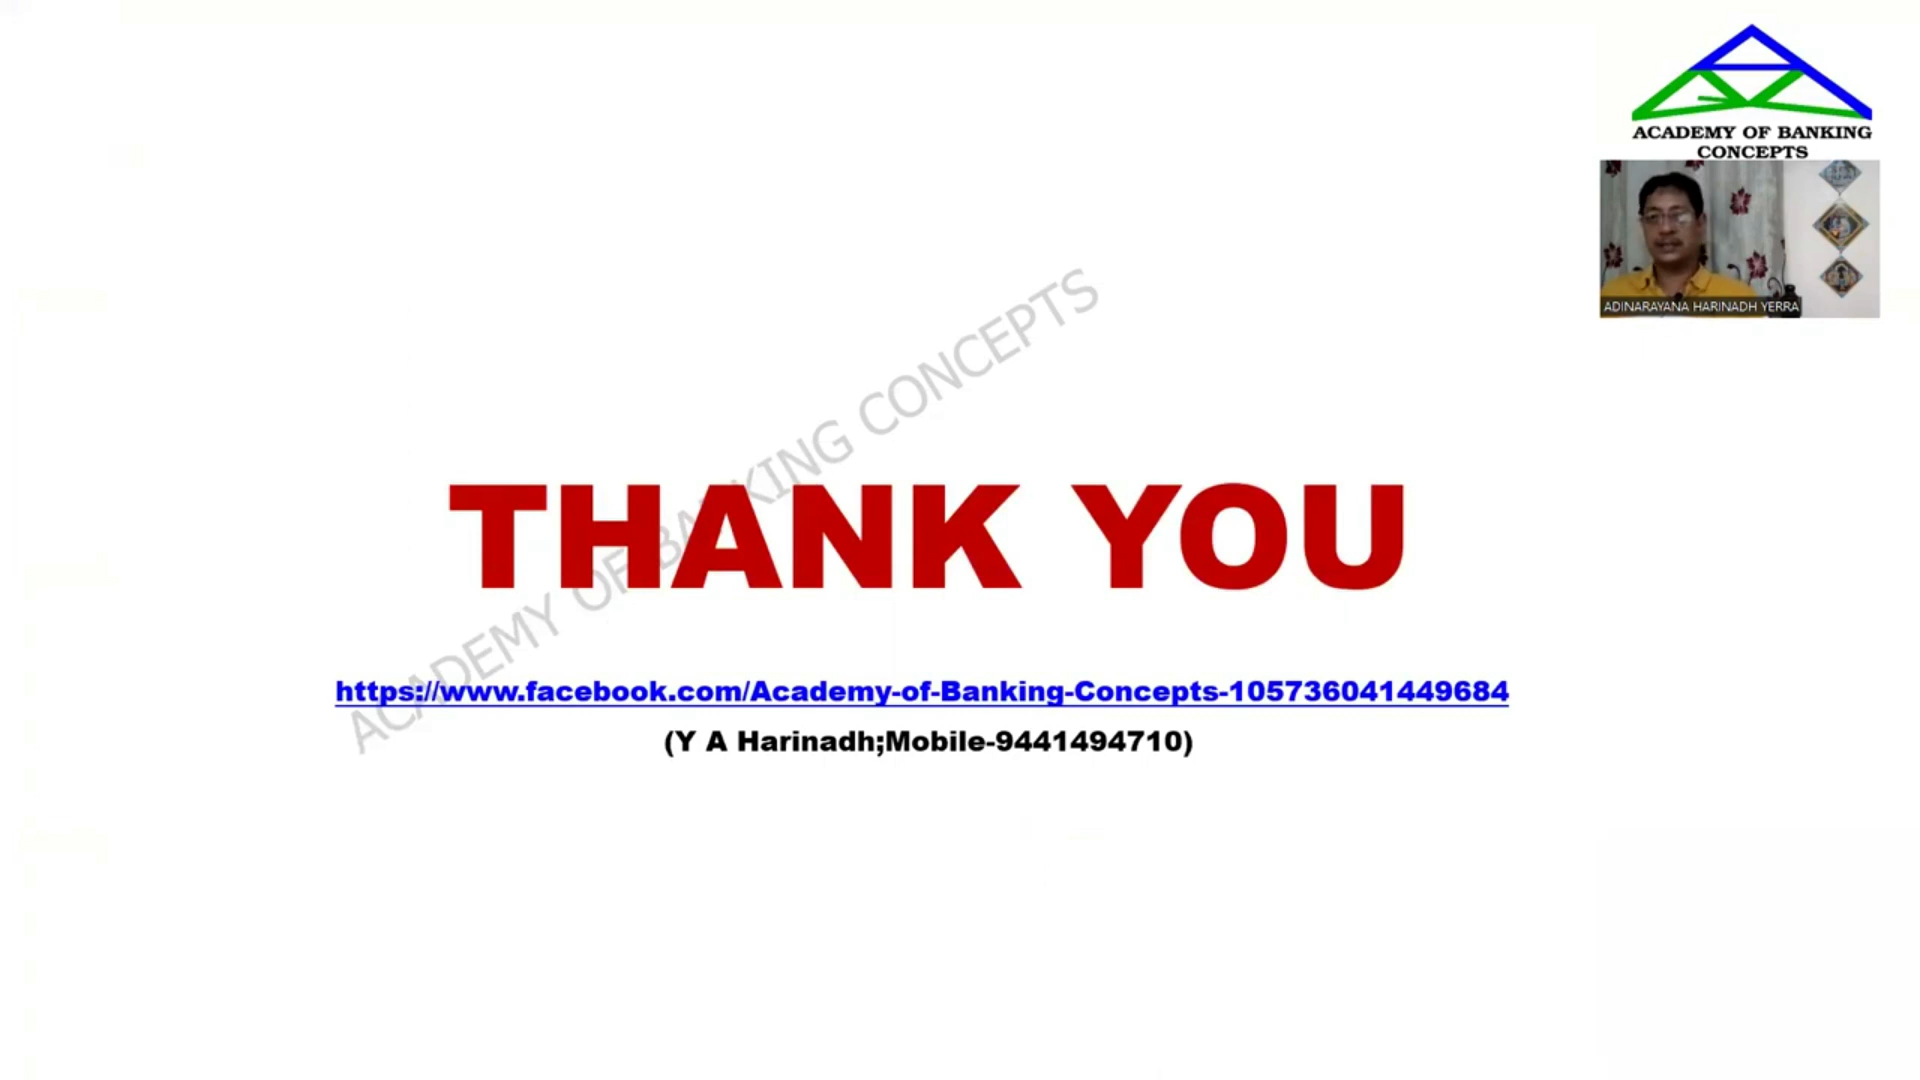 ACADEMY OF BANKING
CONCEPTS
ADINARAYANA HARINADH YERRA
ACADEMY OF BANKING CONCEPTS
THANK YOU
https://www.facebook.com/Academy-of-Banking-Concepts-105736041449684
(Y A Harinadh;Mobile-9441494710)